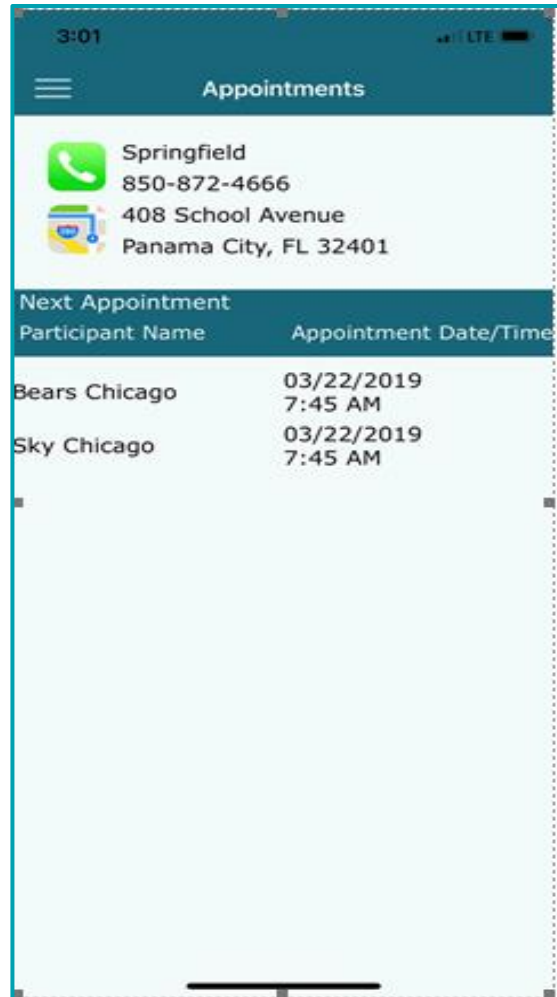 3:01 LTE
Appointments
Springfield
850-872-4666
408 School Avenue
Panama City, FL 32401
Next Appointment
Participant Name Appointment Date/Time
Bears Chicago 03/22/2019
7:45 AM
Sky Chicago 03/22/2019
7:45 AM